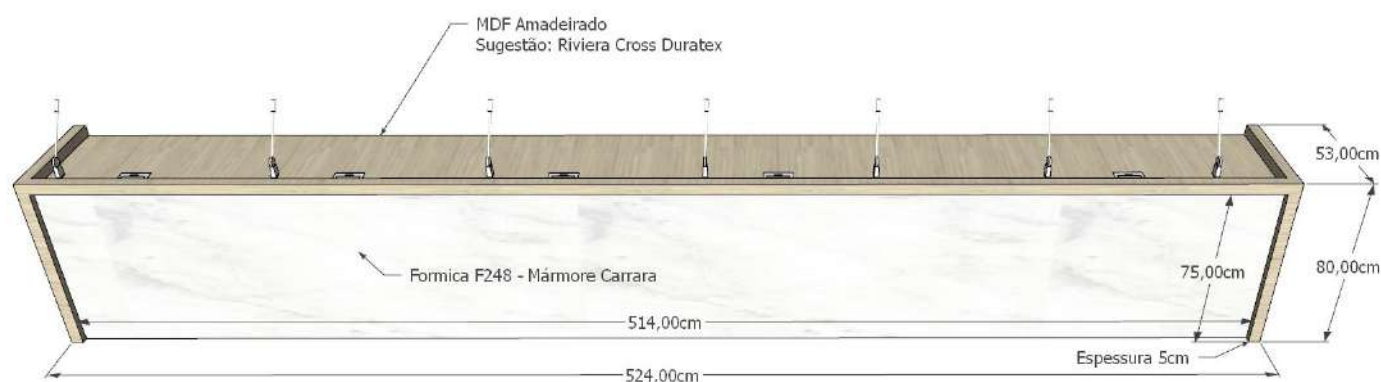 MDF Amadeirado
Sugestão: Riviera Cross Duratex
53,00cm
Formica F248 - Mármore Carrara
75,00cm
80,00cm
514,00cm
Espessura 5cm
524,00cm